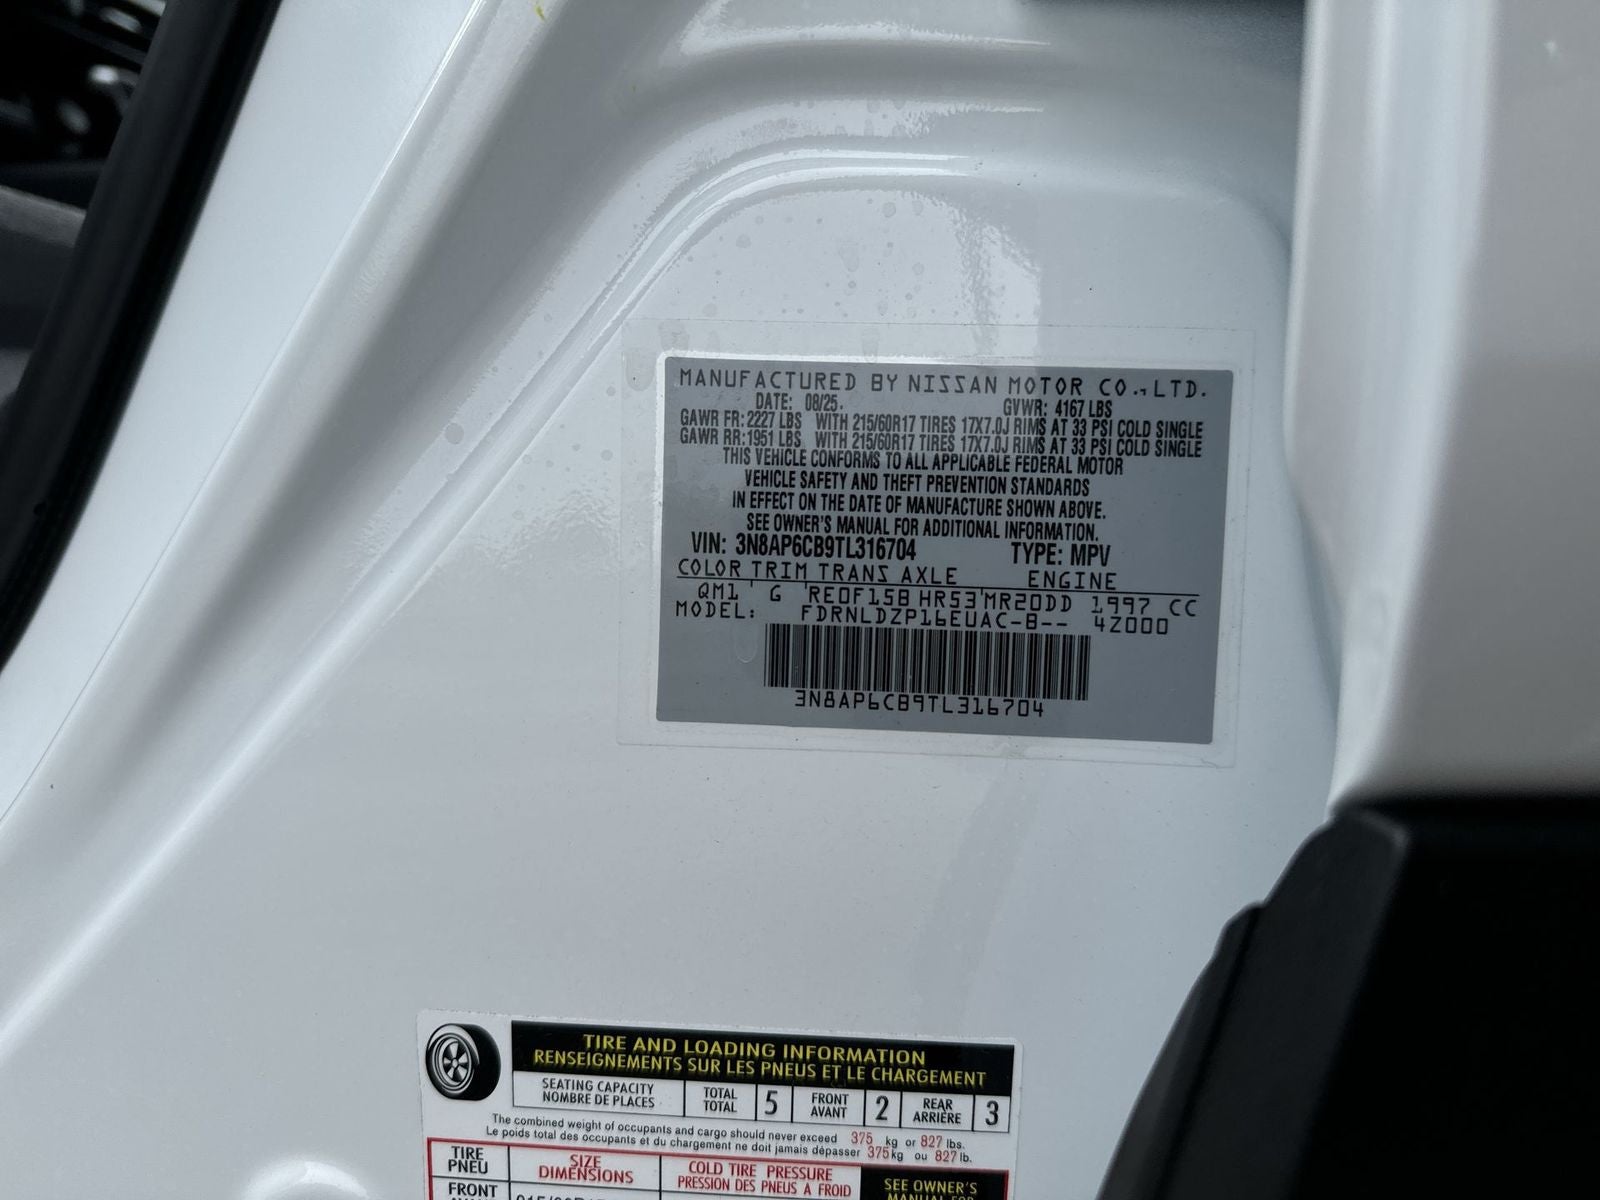 MANUFACTURED BY NISSAN MOTOR CO., LTD.
DATE: 08/25. GVWR: 4167 LBS
GAWR FR: 2227 LBS WITH 215/60R17 TIRES 17X7.0J RIMS AT 33 PSI COLD SINGLE
GAWR RR: 1951 LBS WITH 215/60R17 TIRES 17X7.0J RIMS AT 33 PSI COLD SINGLE
THIS VEHICLE CONFORMS TO ALL APPLICABLE FEDERAL MOTOR
VEHICLE SAFETY AND THEFT PREVENTION STANDARDS
IN EFFECT ON THE DATE OF MANUFACTURE SHOWN ABOVE.
SEE OWNER'S MANUAL FOR ADDITIONAL INFORMATION.
VIN: 3N8AP6CB9TL316704 TYPE: MPV
COLOR TRIM TRANS AXLE ENGINE
QM1 G RE0F15B HR53 MR20DD 1997 CC
MODEL: FDRNLDZP16EUAC-B-- 42000
3N8AP6CB9TL316704
TIRE AND LOADING INFORMATION
RENSEIGNEMENTS SUR LES PNEUS ET LE CHARGEMENT
SEATING CAPACITY TOTAL 5 FRONT 2 REAR 3
NOMBRE DE PLACES TOTAL AVANT ARRIÈRE
The combined weight of occupants and cargo should never exceed 375 kg or 827 lbs.
Le poids total des occupants et du chargement ne doit jamais dépasser 375 kg ou 827 lb.
TIRE SIZE COLD TIRE PRESSURE SEE OWNER'S
PNEU DIMENSIONS PRESSION DES PNEUS A FROID MANUAL FOR
FRONT